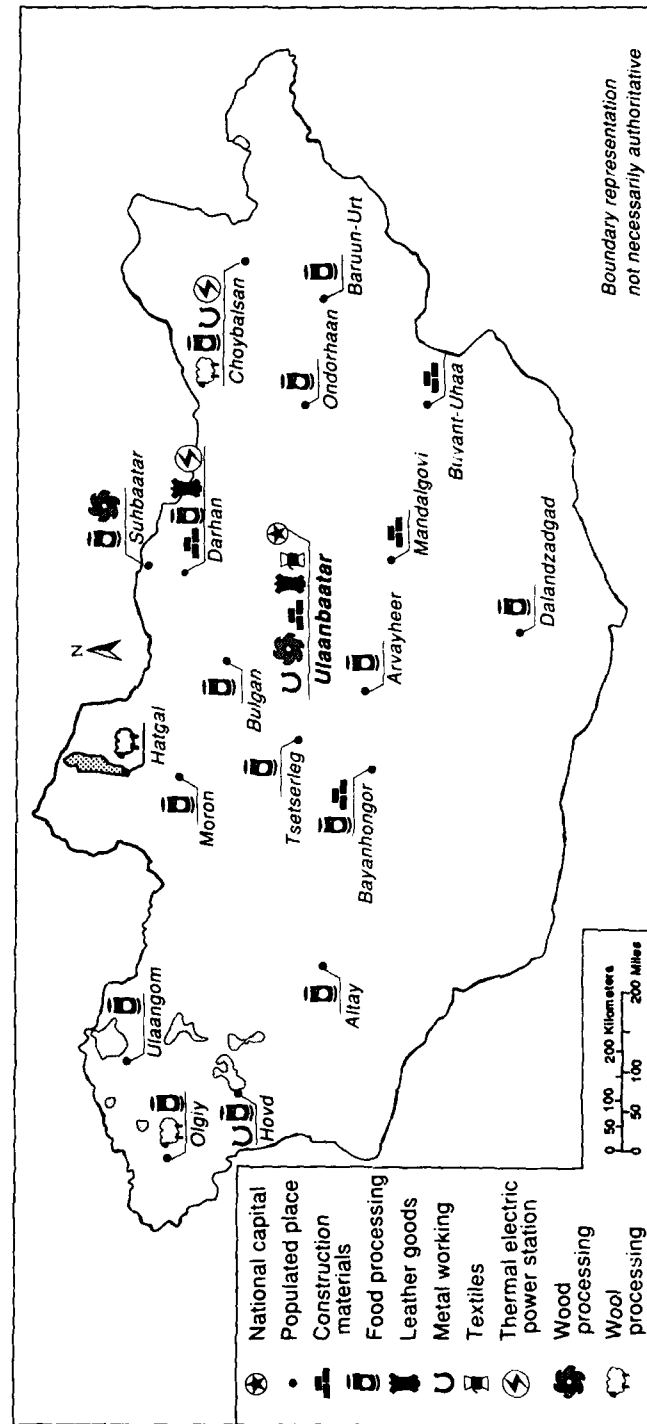 Suhbaatar
N
Hatgal
Ulaangom
Darhan
Choybalsan
Moron
Bulgan
Olgiy
Hovd
Tsetserleg
Ulaanbaatar
Ondorhaan
Baruun-Urt
Altay
Bayanhongor
Arvayheer
Mandalgovi
Buyant-Uhaa
Dalandzadgad
National capital
Populated place
Construction
materials
Food processing
Leather goods
Metal working
Textiles
Thermal electric
power station
Wood
processing
Wool
processing
0 50 100 200 Kilometers
0 50 100 200 Miles
Boundary representation
not necessarily authoritative